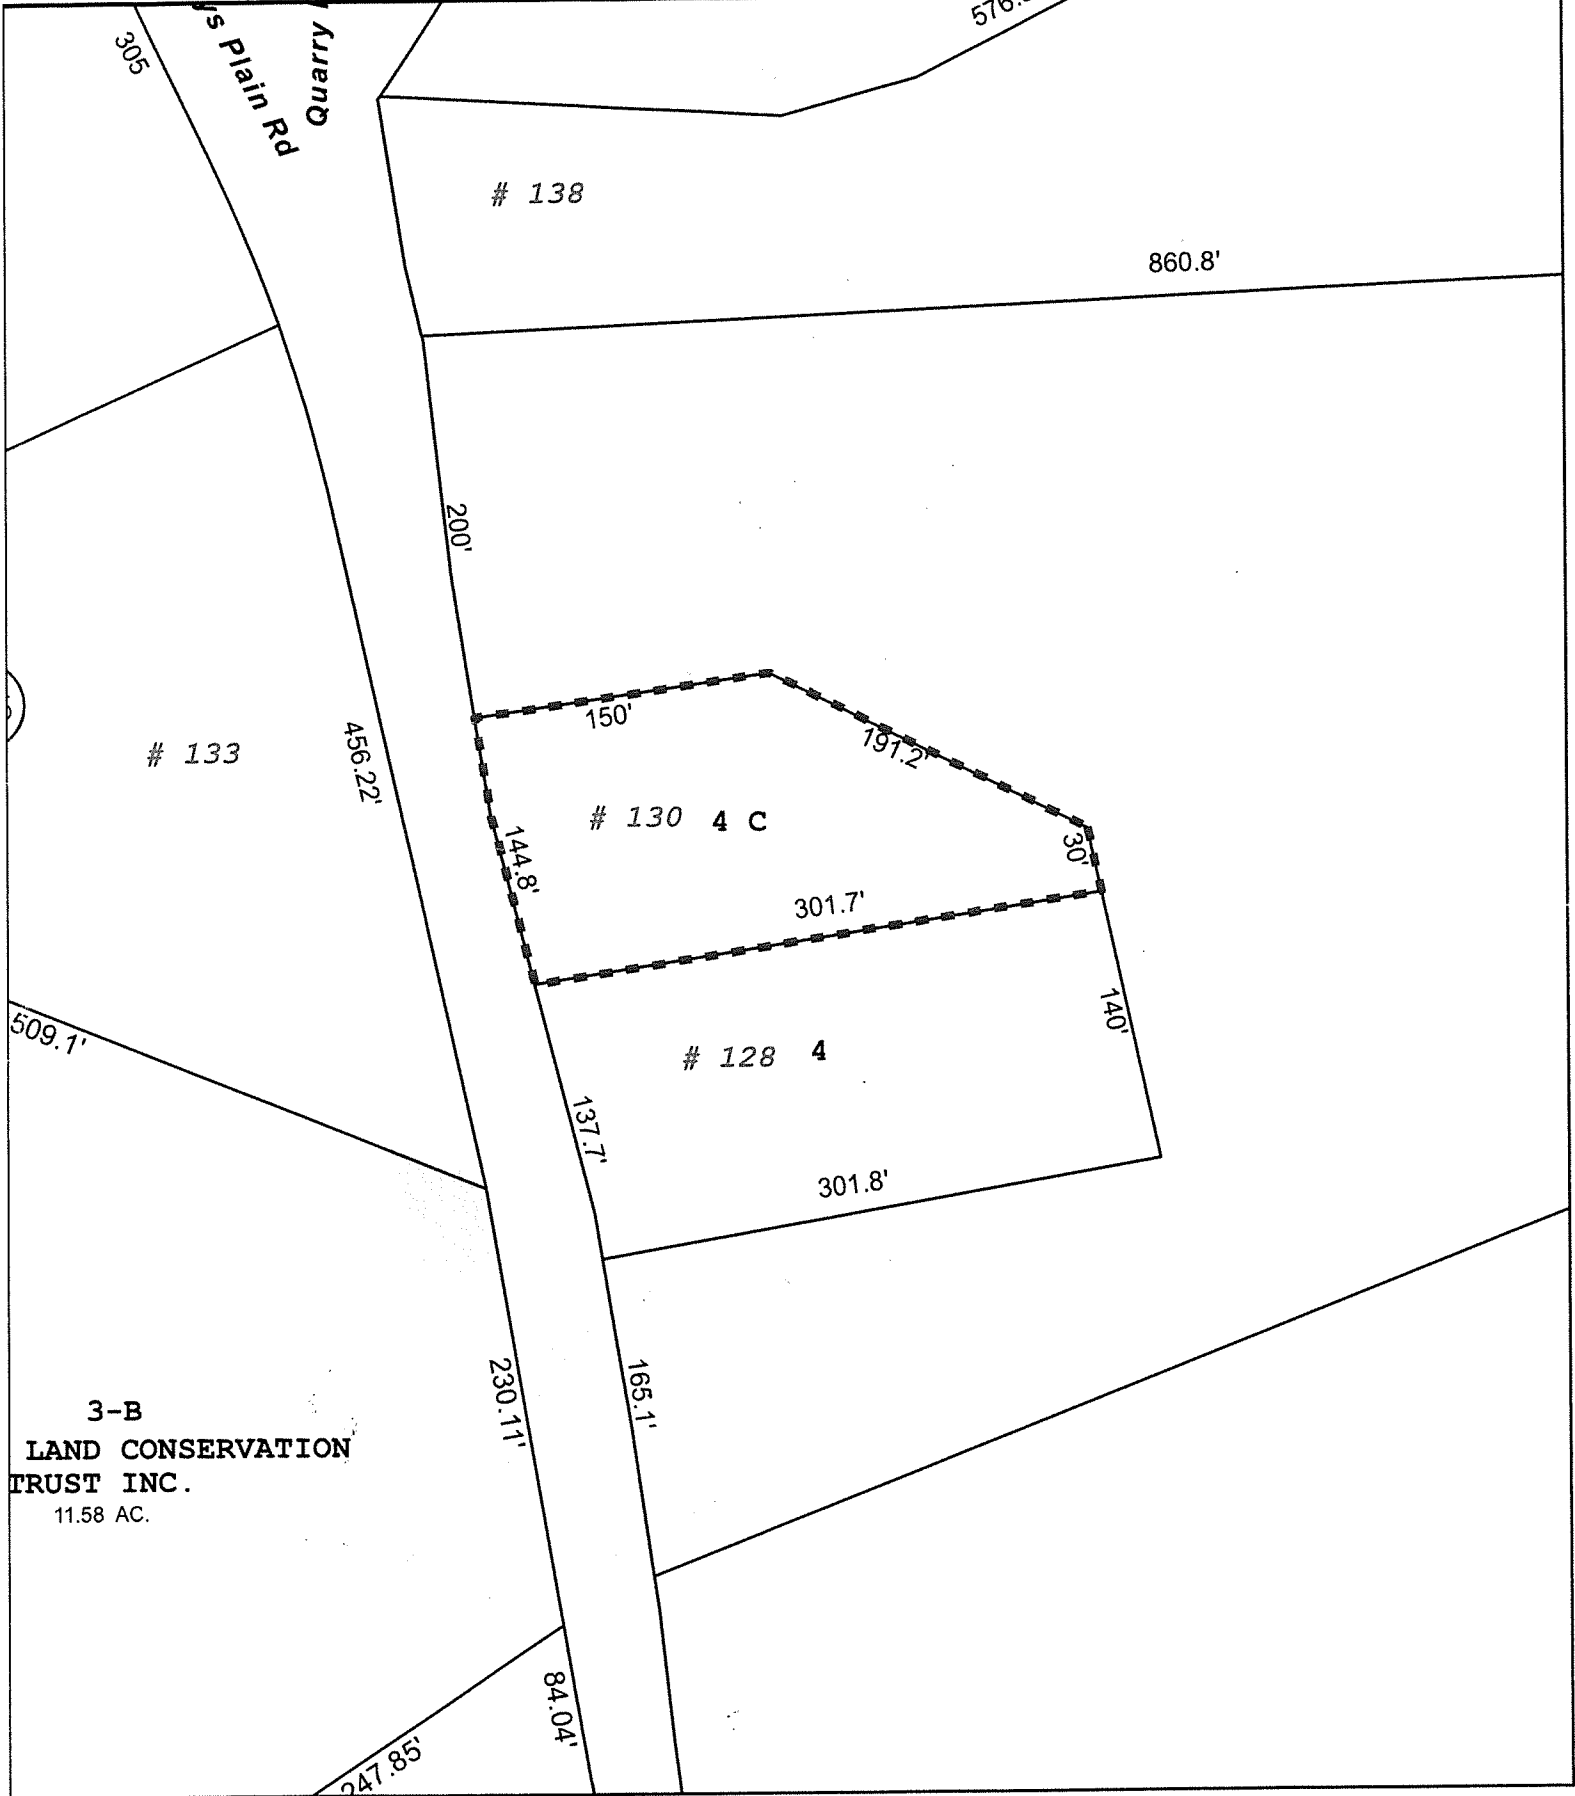 305
Plain Rd
Quarry
# 138
860.8'
200'
150'
191.2'
# 133
456.22'
# 130 4 C
144.8'
30'
301.7'
509.1'
140'
# 128 4
137.7'
301.8'
230.11'
165.1'
3-B
LAND CONSERVATION
TRUST INC.
11.58 AC.
84.04'
247.85'